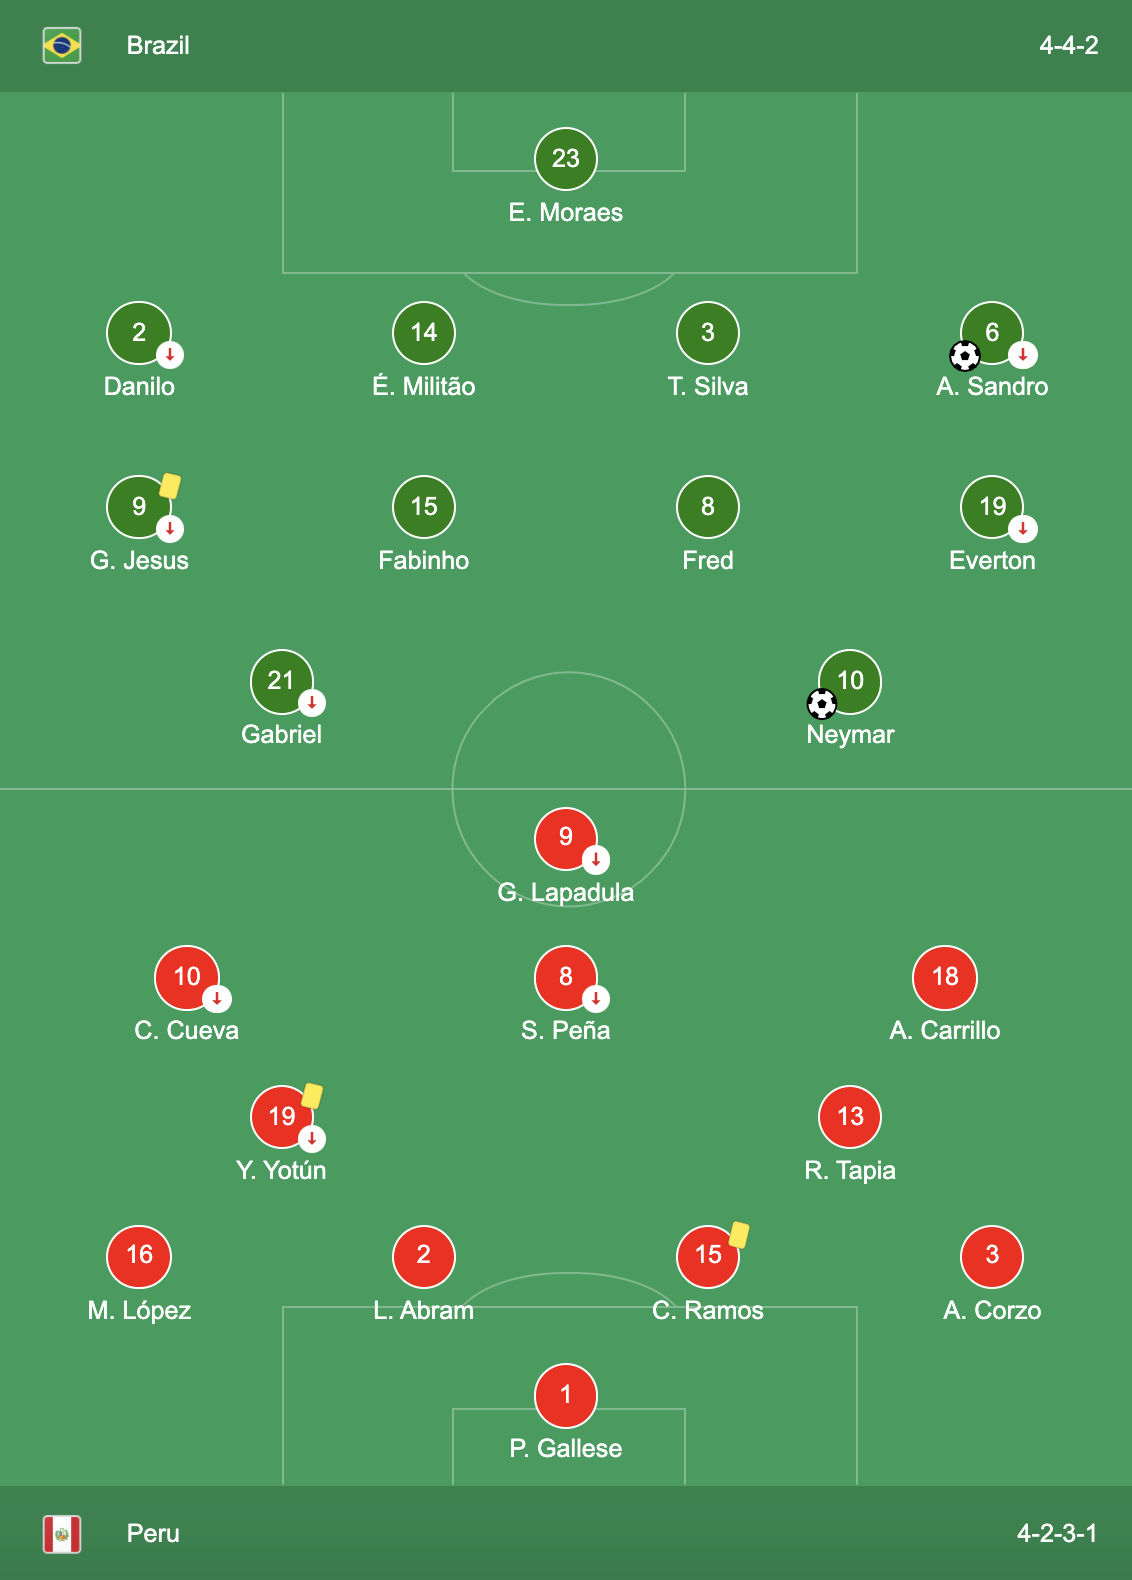 Brazil 4-4-2
23
E. Moraes
2 14 3 6
Danilo É. Militão T. Silva A. Sandro
9 15 8 19
G. Jesus Fabinho Fred Everton
21 10
Gabriel Neymar
9
G. Lapadula
10 8 18
C. Cueva S. Peña A. Carrillo
19 13
Y. Yotún R. Tapia
16 2 15 3
M. López L. Abram C. Ramos A. Corzo
1
P. Gallese
Peru 4-2-3-1